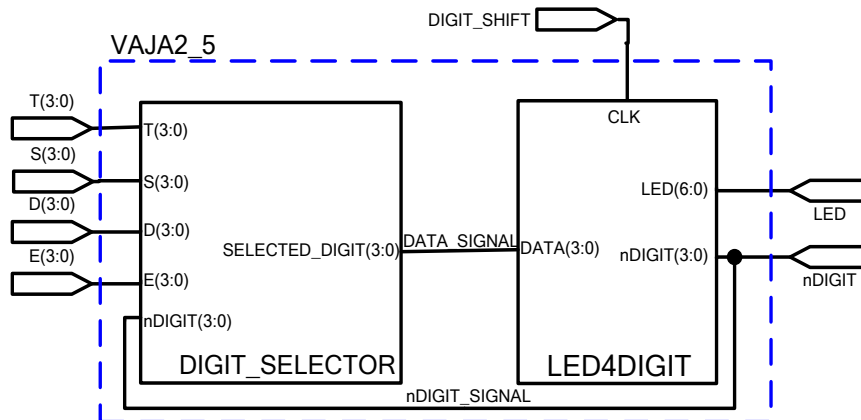 DIGIT_SHIFT
VAJA2_5
T(3:0)
CLK
T(3:0)
S(3:0)
S(3:0)
LED(6:0)
D(3:0)
LED
D(3:0)
SELECTED_DIGIT(3:0)
DATA_SIGNAL
DATA(3:0)
nDIGIT(3:0)
E(3:0)
E(3:0)
nDIGIT
nDIGIT(3:0)
DIGIT_SELECTOR
LED4DIGIT
nDIGIT_SIGNAL